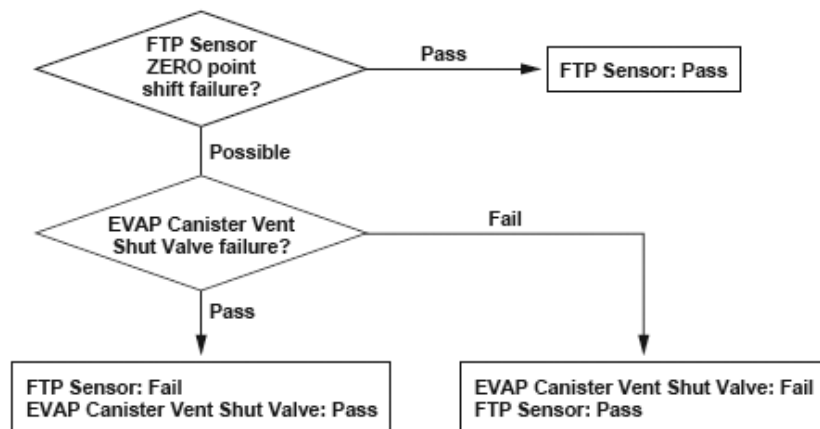 FTP Sensor
ZERO point
shift failure?
Pass
FTP Sensor: Pass
Possible
EVAP Canister Vent
Shut Valve failure?
Fail
Pass
FTP Sensor: Fail
EVAP Canister Vent Shut Valve: Pass
EVAP Canister Vent Shut Valve: Fail
FTP Sensor: Pass